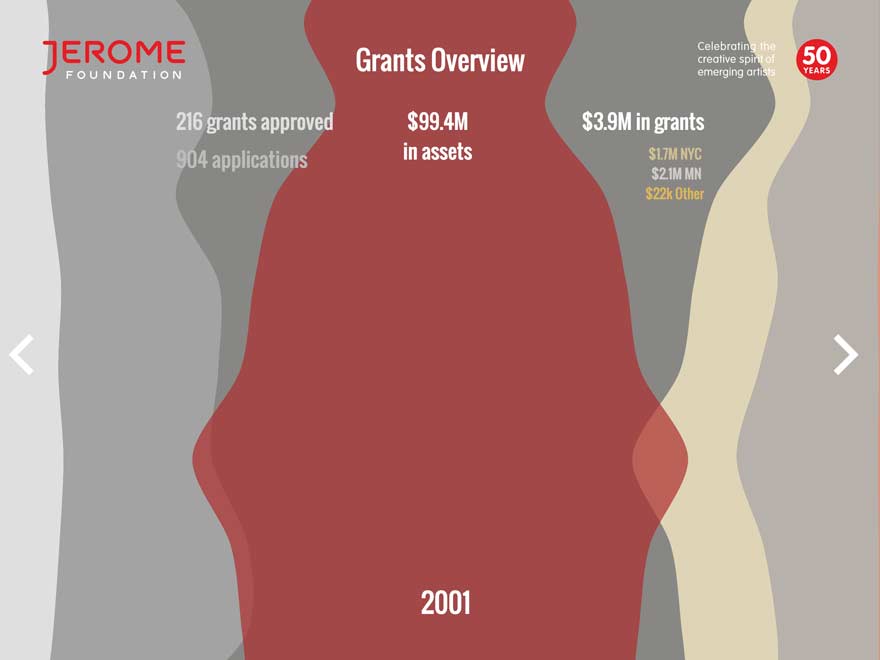 JEROME
FOUNDATION
Grants Overview
Celebrating the
creative spirit of
emerging artists
50
YEARS
216 grants approved
904 applications
$99.4M
in assets
$3.9M in grants
$1.7M NYC
$2.1M MN
$22k Other
2001